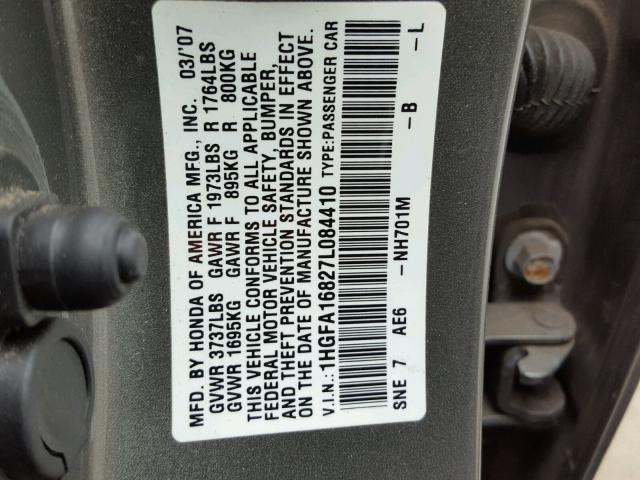 MFD. BY HONDA OF AMERICA MFG., INC. 03/'07
GVWR 3737LBS GAWR F 1973LBS R 1764LBS
GVWR 1695KG GAWR F 895KG R 800KG
THIS VEHICLE CONFORMS TO ALL APPLICABLE
FEDERAL MOTOR VEHICLE SAFETY, BUMPER,
AND THEFT PREVENTION STANDARDS IN EFFECT
ON THE DATE OF MANUFACTURE SHOWN ABOVE.
V.I.N.: 1HGFA16827L084410 TYPE:PASSENGER CAR
SNE 7 AE6 -NH701M -B -L